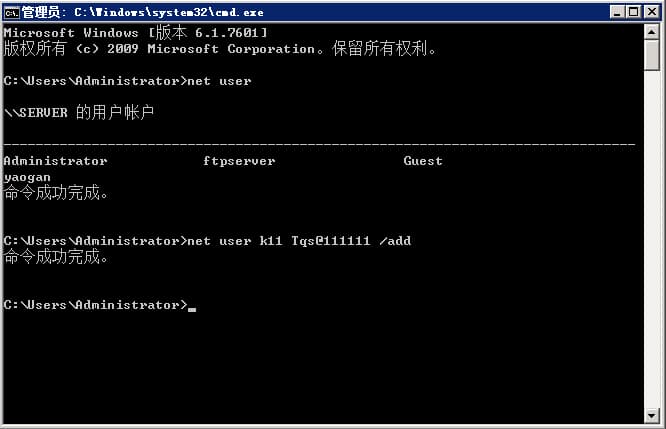 管理员: C:\Windows\system32\cmd.exe
Microsoft Windows [版本 6.1.7601]
版权所有 (c) 2009 Microsoft Corporation。保留所有权利。
C:\Users\Administrator>net user
\\SERVER 的用户帐户
-------------------------------------------------------------------------------
Administrator ftpserver Guest
yaogan
命令成功完成。
C:\Users\Administrator>net user k11 Tqs@111111 /add
命令成功完成。
C:\Users\Administrator>